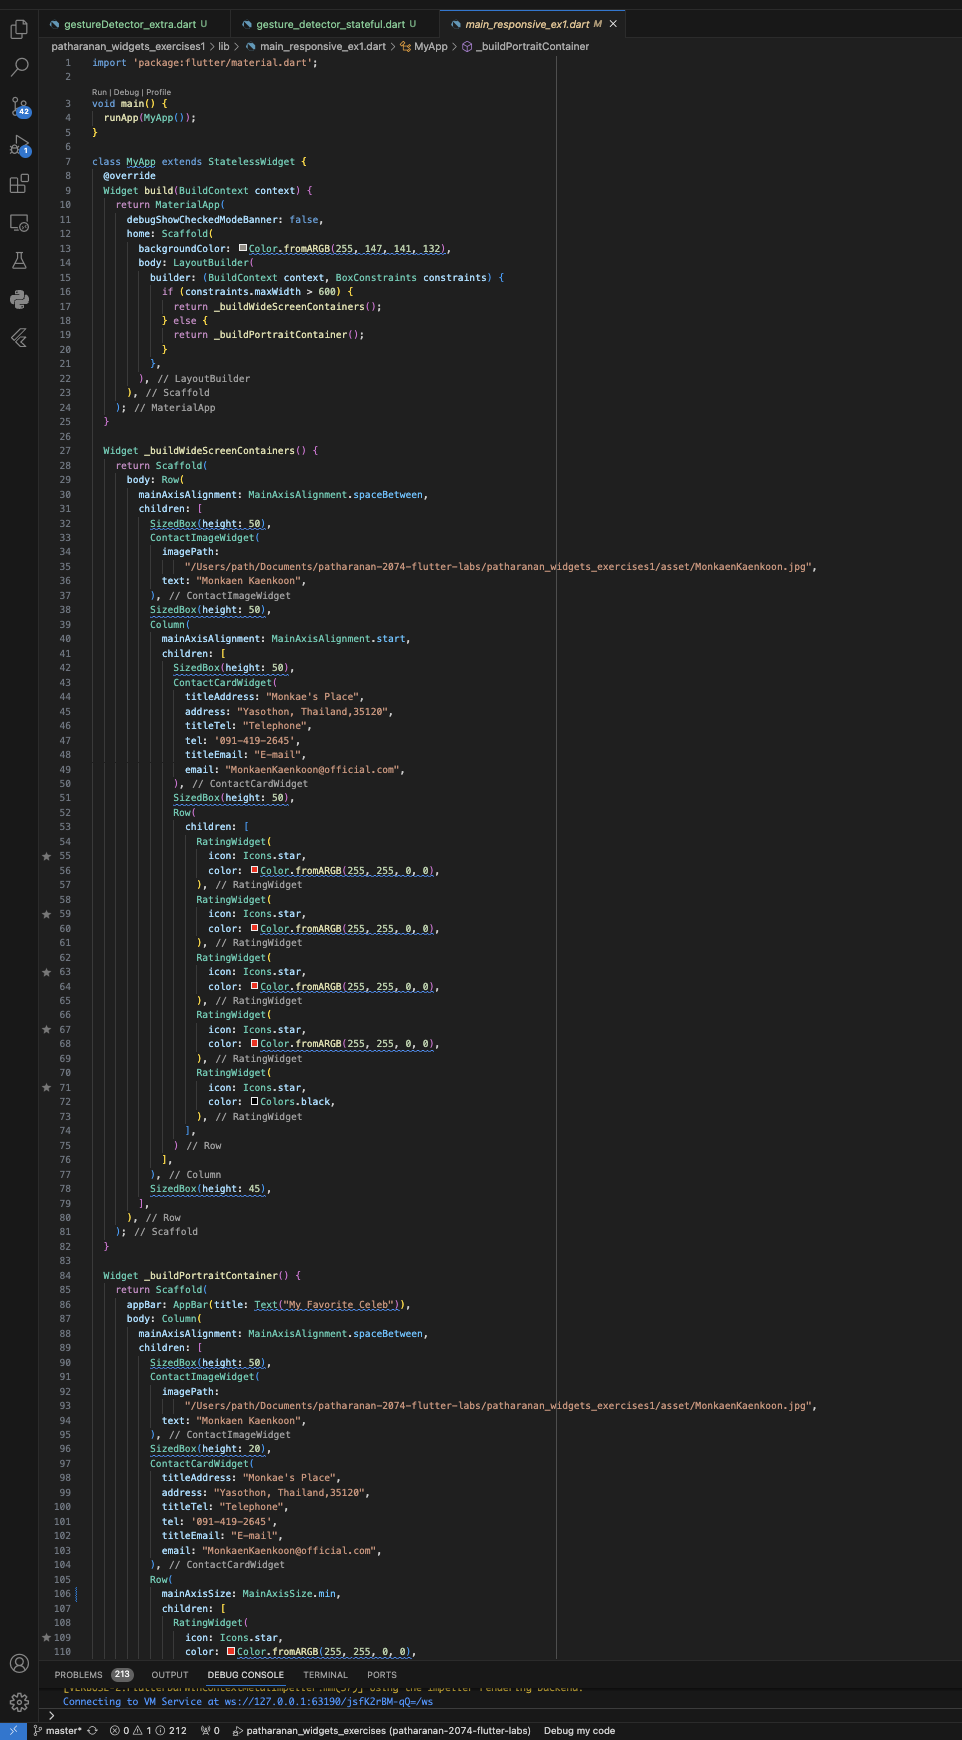 gestureDetector_extra.dart U
gesture_detector_stateful.dart U
main_responsive_ex1.dart M
patharanan_widgets_exercises1 > lib > main_responsive_ex1.dart > MyApp > _buildPortraitContainer
1 import 'package:flutter/material.dart';
2
Run | Debug | Profile
3 void main() {
4 runApp(MyApp());
5 }
6
7 class MyApp extends StatelessWidget {
8 @override
9 Widget build(BuildContext context) {
10 return MaterialApp(
11 debugShowCheckedModeBanner: false,
12 home: Scaffold(
13 backgroundColor: Color.fromARGB(255, 147, 141, 132),
14 body: LayoutBuilder(
15 builder: (BuildContext context, BoxConstraints constraints) {
16 if (constraints.maxWidth > 600) {
17 return _buildWideScreenContainers();
18 } else {
19 return _buildPortraitContainer();
20 }
21 },
22 ), // LayoutBuilder
23 ), // Scaffold
24 ); // MaterialApp
25 }
26
27 Widget _buildWideScreenContainers() {
28 return Scaffold(
29 body: Row(
30 mainAxisAlignment: MainAxisAlignment.spaceBetween,
31 children: [
32 SizedBox(height: 50),
33 ContactImageWidget(
34 imagePath:
35 "/Users/path/Documents/patharanan-2074-flutter-labs/patharanan_widgets_exercises1/asset/MonkaenKaenkoon.jpg",
36 text: "Monkaen Kaenkoon",
37 ), // ContactImageWidget
38 SizedBox(height: 50),
39 Column(
40 mainAxisAlignment: MainAxisAlignment.start,
41 children: [
42 SizedBox(height: 50),
43 ContactCardWidget(
44 titleAddress: "Monkae's Place",
45 address: "Yasothon, Thailand,35120",
46 titleTel: "Telephone",
47 tel: '091-419-2645',
48 titleEmail: "E-mail",
49 email: "MonkaenKaenkoon@official.com",
50 ), // ContactCardWidget
51 SizedBox(height: 50),
52 Row(
53 children: [
54 RatingWidget(
55 icon: Icons.star,
56 color: Color.fromARGB(255, 255, 0, 0),
57 ), // RatingWidget
58 RatingWidget(
59 icon: Icons.star,
60 color: Color.fromARGB(255, 255, 0, 0),
61 ), // RatingWidget
62 RatingWidget(
63 icon: Icons.star,
64 color: Color.fromARGB(255, 255, 0, 0),
65 ), // RatingWidget
66 RatingWidget(
67 icon: Icons.star,
68 color: Color.fromARGB(255, 255, 0, 0),
69 ), // RatingWidget
70 RatingWidget(
71 icon: Icons.star,
72 color: Colors.black,
73 ), // RatingWidget
74 ],
75 ) // Row
76 ],
77 ), // Column
78 SizedBox(height: 45),
79 ],
80 ), // Row
81 ); // Scaffold
82 }
83
84 Widget _buildPortraitContainer() {
85 return Scaffold(
86 appBar: AppBar(title: Text("My Favorite Celeb")),
87 body: Column(
88 mainAxisAlignment: MainAxisAlignment.spaceBetween,
89 children: [
90 SizedBox(height: 50),
91 ContactImageWidget(
92 imagePath:
93 "/Users/path/Documents/patharanan-2074-flutter-labs/patharanan_widgets_exercises1/asset/MonkaenKaenkoon.jpg",
94 text: "Monkaen Kaenkoon",
95 ), // ContactImageWidget
96 SizedBox(height: 20),
97 ContactCardWidget(
98 titleAddress: "Monkae's Place",
99 address: "Yasothon, Thailand,35120",
100 titleTel: "Telephone",
101 tel: '091-419-2645',
102 titleEmail: "E-mail",
103 email: "MonkaenKaenkoon@official.com",
104 ), // ContactCardWidget
105 Row(
106 mainAxisSize: MainAxisSize.min,
107 children: [
108 RatingWidget(
109 icon: Icons.star,
110 color: Color.fromARGB(255, 255, 0, 0),
42
1
PROBLEMS 213 OUTPUT DEBUG CONSOLE TERMINAL PORTS
using the Impeller rendering backend.
Connecting to VM Service at ws://127.0.0.1:63190/jsfK2rBM-qQ=/ws
>
master* 0 1 212 0 patharanan_widgets_exercises (patharanan-2074-flutter-labs) Debug my code